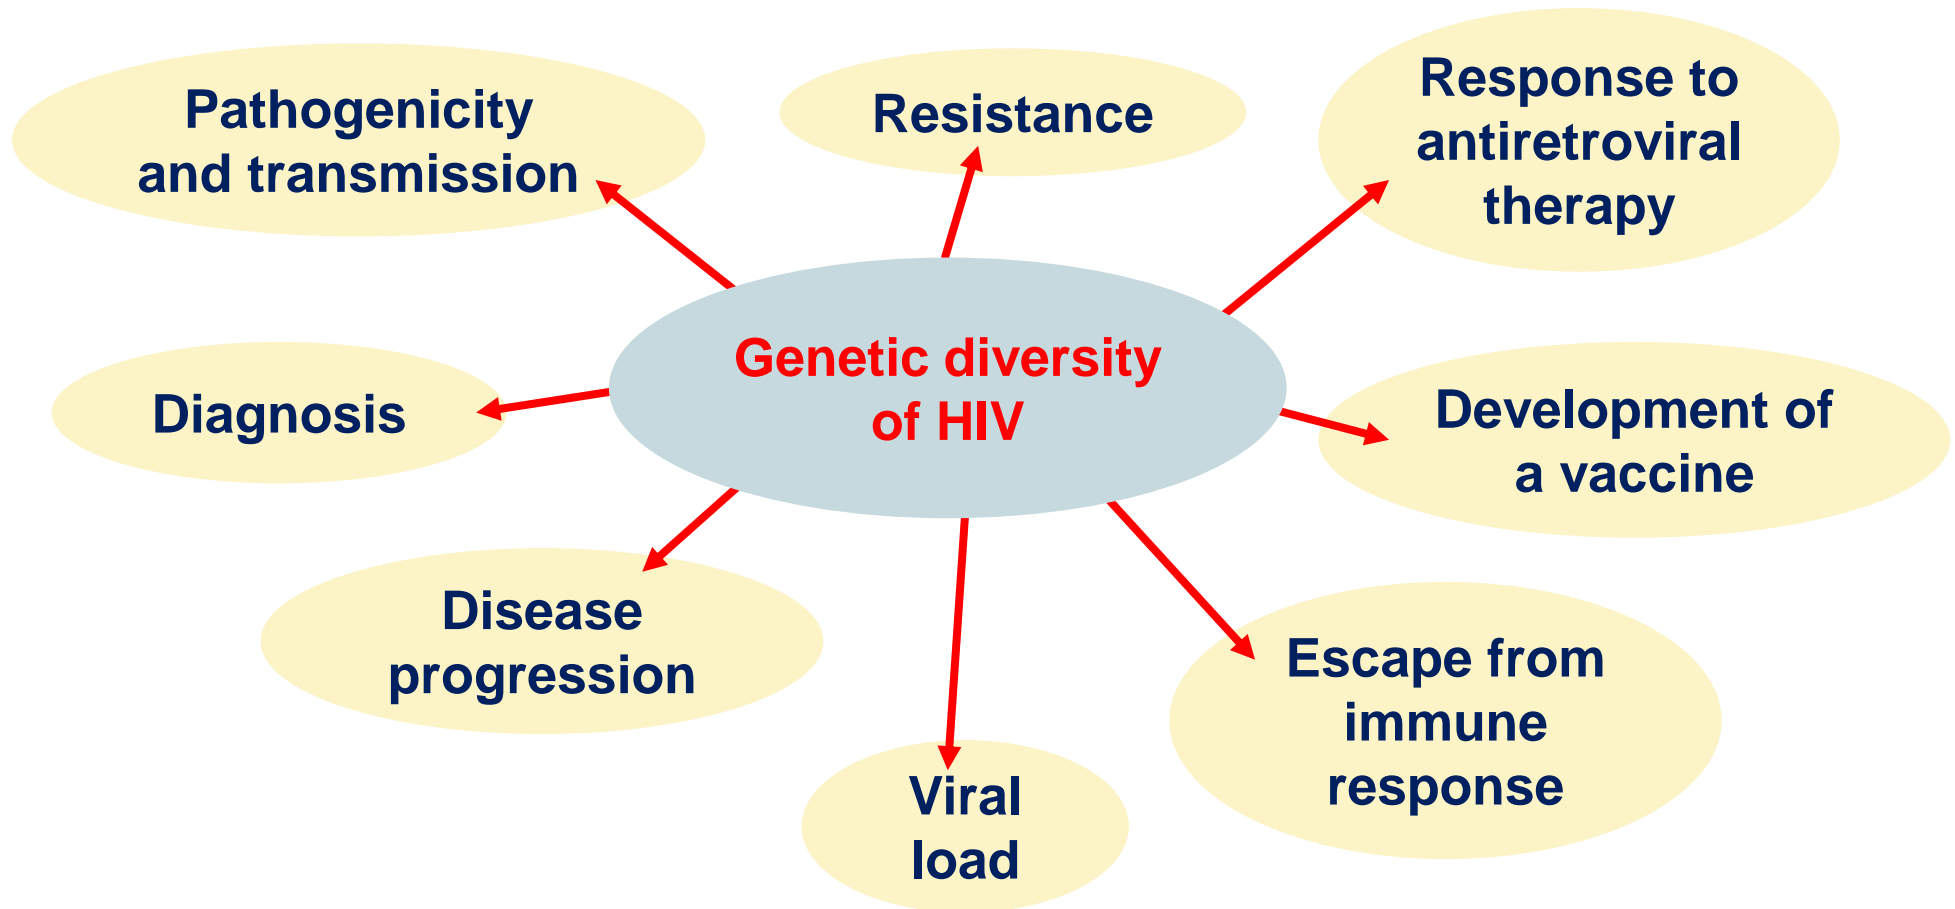 Pathogenicity
and transmission
Resistance
Response to
antiretroviral
therapy
Genetic diversity
of HIV
Diagnosis
Development of
a vaccine
Disease
progression
Escape from
immune
response
Viral
load